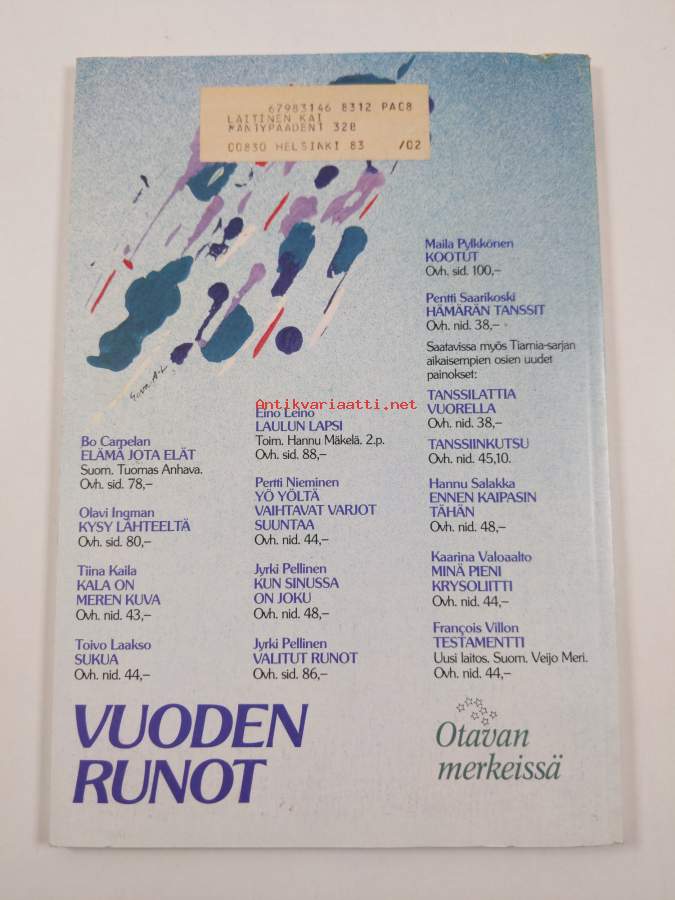 67983146 8312 PAC8
LAITINEN KAI
MÄNTYPAADENT 32B
00830 HELSINKI 83 /02
Maila Pylkkönen
KOOTUT
Ovh. sid. 100,–
Pentti Saarikoski
HÄMÄRÄN TANSSIT
Ovh. nid. 38,–
Saatavissa myös Tiarnia-sarjan
aikaisempien osien uudet
painokset:
TANSSILATTIA
VUORELLA
Ovh. nid. 38,–
TANSSIINKUTSU
Ovh. nid. 45,10.
Hannu Salakka
ENNEN KAIPASIN
TÄHÄN
Ovh. nid. 48,–
Kaarina Valoaalto
MINÄ PIENI
KRYSOLIITTI
Ovh. nid. 44,–
François Villon
TESTAMENTTI
Uusi laitos. Suom. Veijo Meri.
Ovh. nid. 44,–
Antikvariaatti.net
Eino Leino
LAULUN LAPSI
Toim. Hannu Mäkelä. 2.p.
Ovh. sid. 88,–
Pertti Nieminen
YÖ YÖLTÄ
VAIHTAVAT VARJOT
SUUNTAA
Ovh. nid. 44,–
Jyrki Pellinen
KUN SINUSSA
ON JOKU
Ovh. nid. 48,–
Jyrki Pellinen
VALITUT RUNOT
Ovh. sid. 86,–
Bo Carpelan
ELÄMÄ JOTA ELÄT
Suom. Tuomas Anhava.
Ovh. sid. 78,–
Olavi Ingman
KYSY LÄHTEELTÄ
Ovh. sid. 80,–
Tiina Kaila
KALA ON
MEREN KUVA
Ovh. nid. 43,–
Toivo Laakso
SUKUA
Ovh. nid. 44,–
VUODEN
RUNOT
Otavan
merkeissä